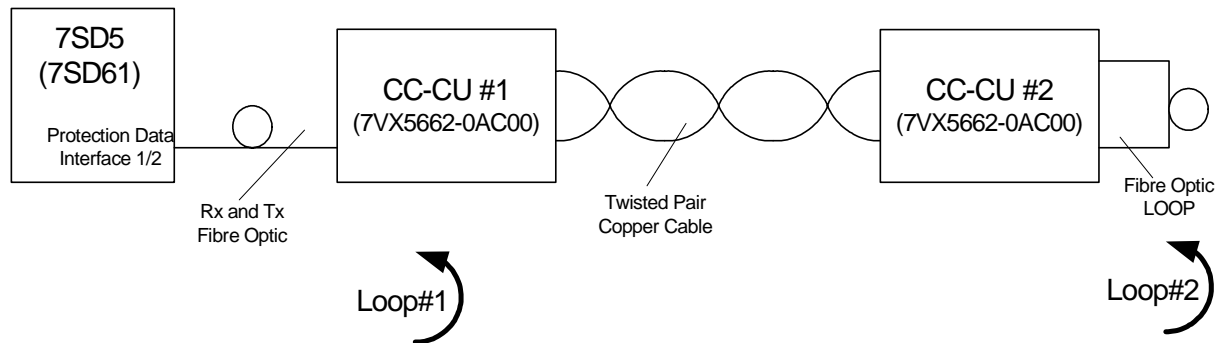 7SD5
(7SD61)
Protection Data
Interface 1/2
Rx and Tx
Fibre Optic
CC-CU #1
(7VX5662-0AC00)
Twisted Pair
Copper Cable
CC-CU #2
(7VX5662-0AC00)
Fibre Optic
LOOP
Loop#1
Loop#2